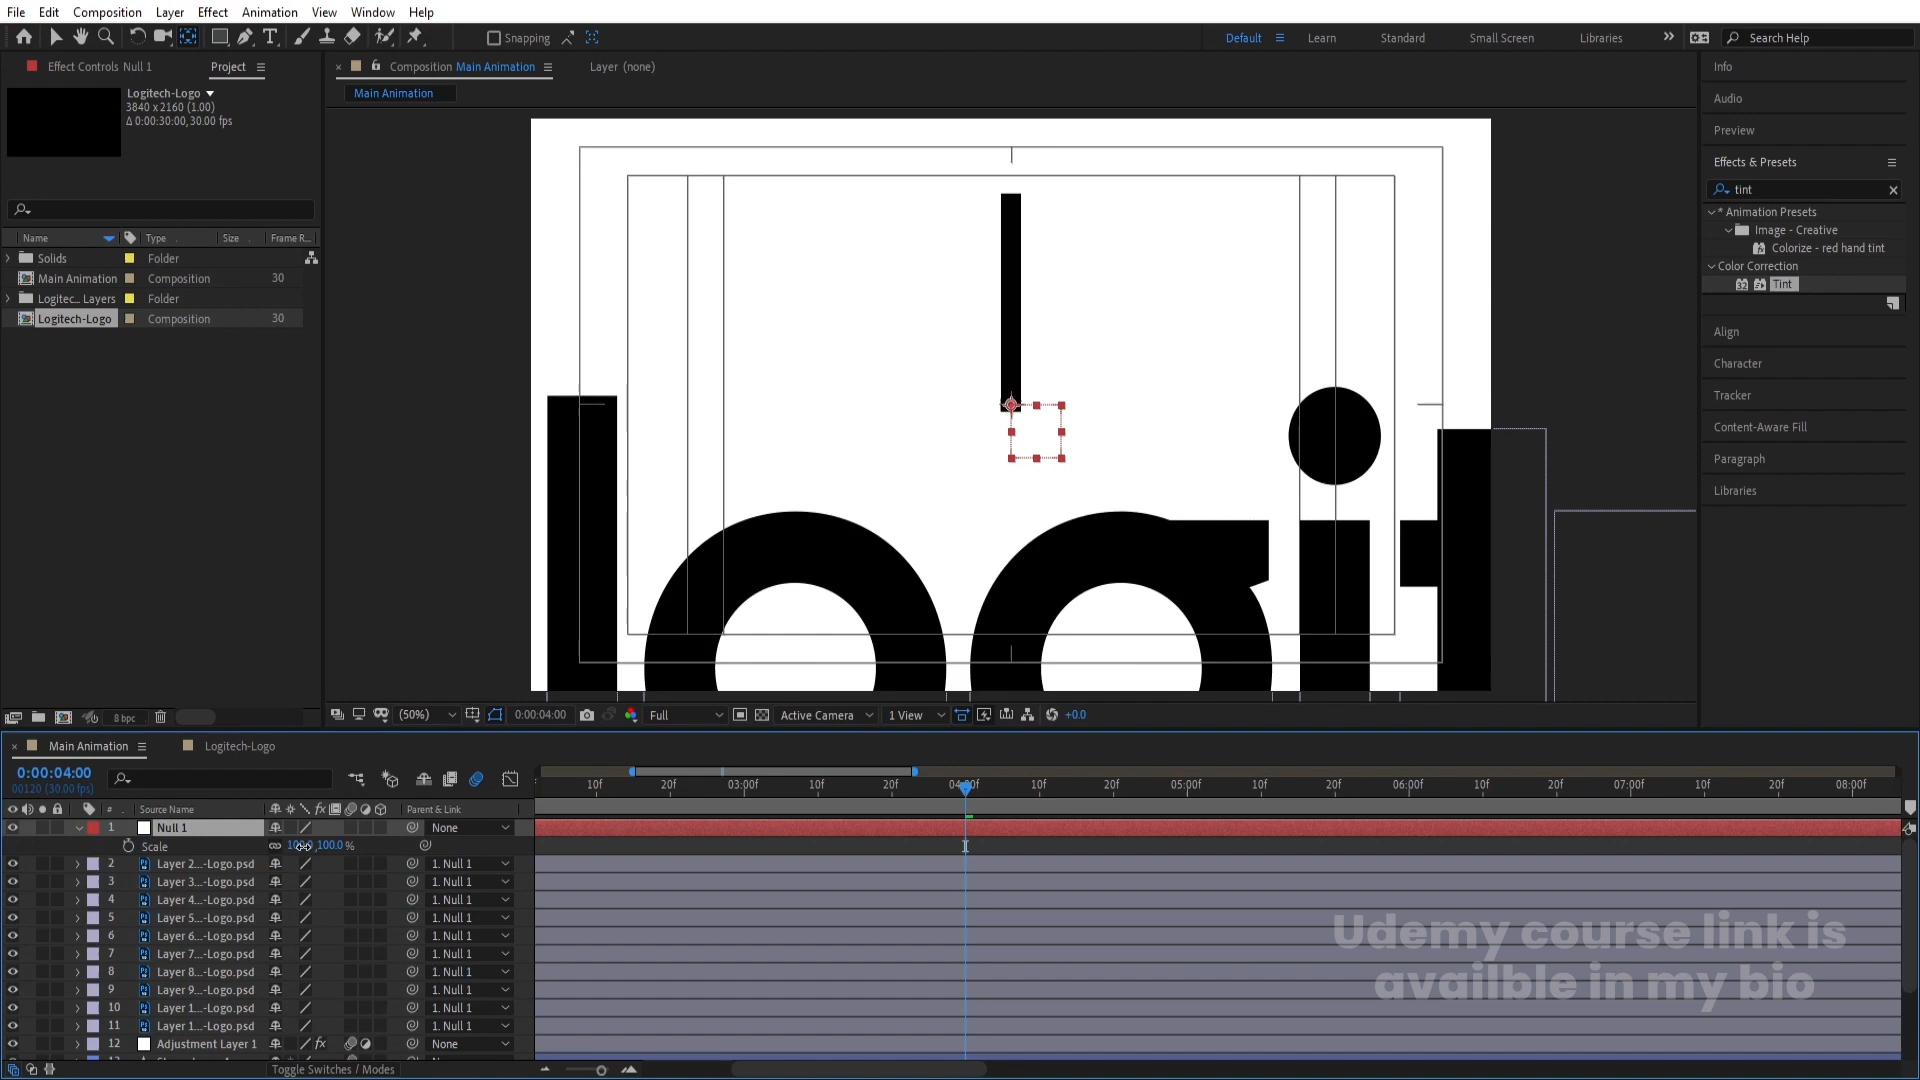 File Edit Composition Layer Effect Animation View Window Help
Snapping Default Learn Standard Small Screen Libraries Search Help
Effect Controls Null 1 Project
Composition Main Animation Layer (none)
Main Animation
Logitech-Logo
3840 x 2160 (1.00)
Δ 0:00:30:00, 30.00 fps
Name Type Size Frame R...
Solids Folder
Main Animation Composition 30
Logitec... Layers Folder
Logitech-Logo Composition 30
8 bpc
logit
(50%) 0:00:04:00 Full Active Camera 1 View +0.0
Info
Audio
Preview
Effects & Presets
tint
* Animation Presets
Image - Creative
Colorize - red hand tint
Color Correction
32 Tint
Align
Character
Tracker
Content-Aware Fill
Paragraph
Libraries
Main Animation Logitech-Logo
0:00:04:00
00120 (30.00 fps)
10f 20f 03:00f 10f 20f 04:00f 10f 20f 05:00f 10f 20f 06:00f 10f 20f 07:00f 10f 20f 08:00f
# Source Name fx Parent & Link
1 Null 1 None
Scale 100.0, 100.0 %
2 Layer 2...-Logo.psd 1. Null 1
3 Layer 3...-Logo.psd 1. Null 1
4 Layer 4...-Logo.psd 1. Null 1
5 Layer 5...-Logo.psd 1. Null 1
6 Layer 6...-Logo.psd 1. Null 1
7 Layer 7...-Logo.psd 1. Null 1
8 Layer 8...-Logo.psd 1. Null 1
9 Layer 9...-Logo.psd 1. Null 1
10 Layer 1...-Logo.psd 1. Null 1
11 Layer 1...-Logo.psd 1. Null 1
12 Adjustment Layer 1 fx None
Toggle Switches / Modes
Udemy course link is
availble in my bio